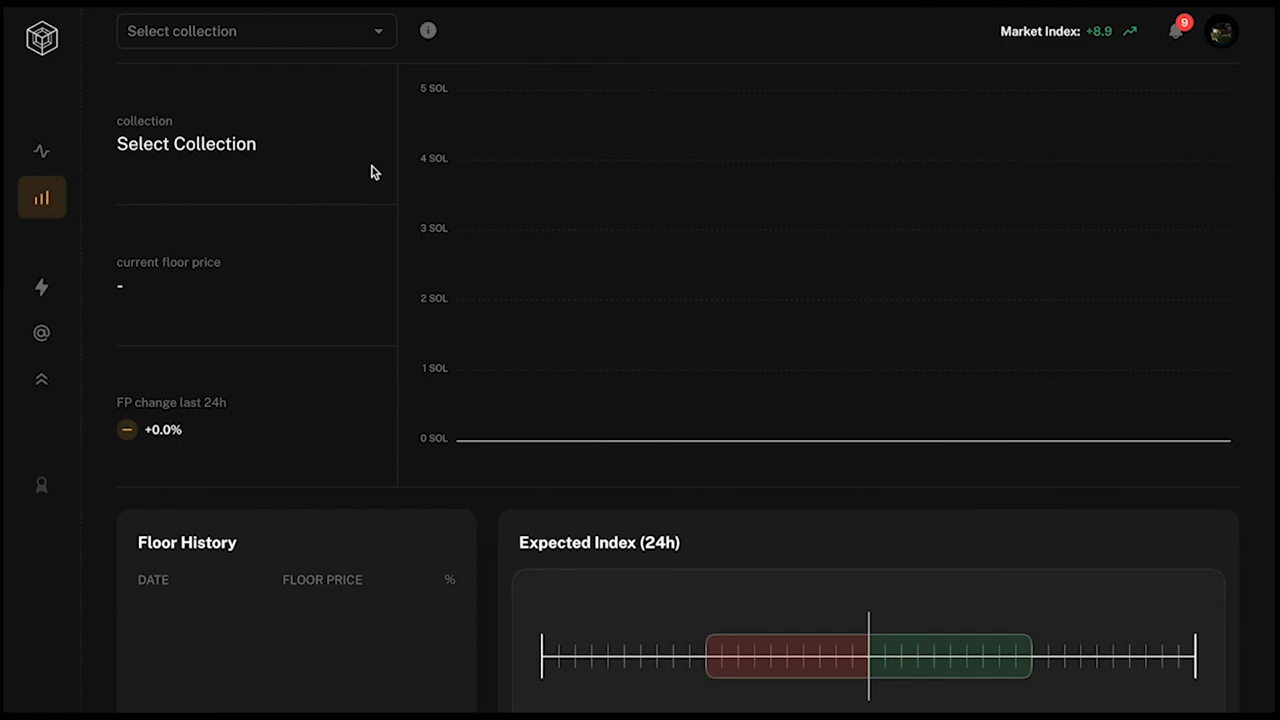 Select collection
Market Index: +8.9
9
collection
Select Collection
current floor price
-
FP change last 24h
+0.0%
5 SOL
4 SOL
3 SOL
2 SOL
1 SOL
0 SOL
Floor History
DATE FLOOR PRICE %
Expected Index (24h)